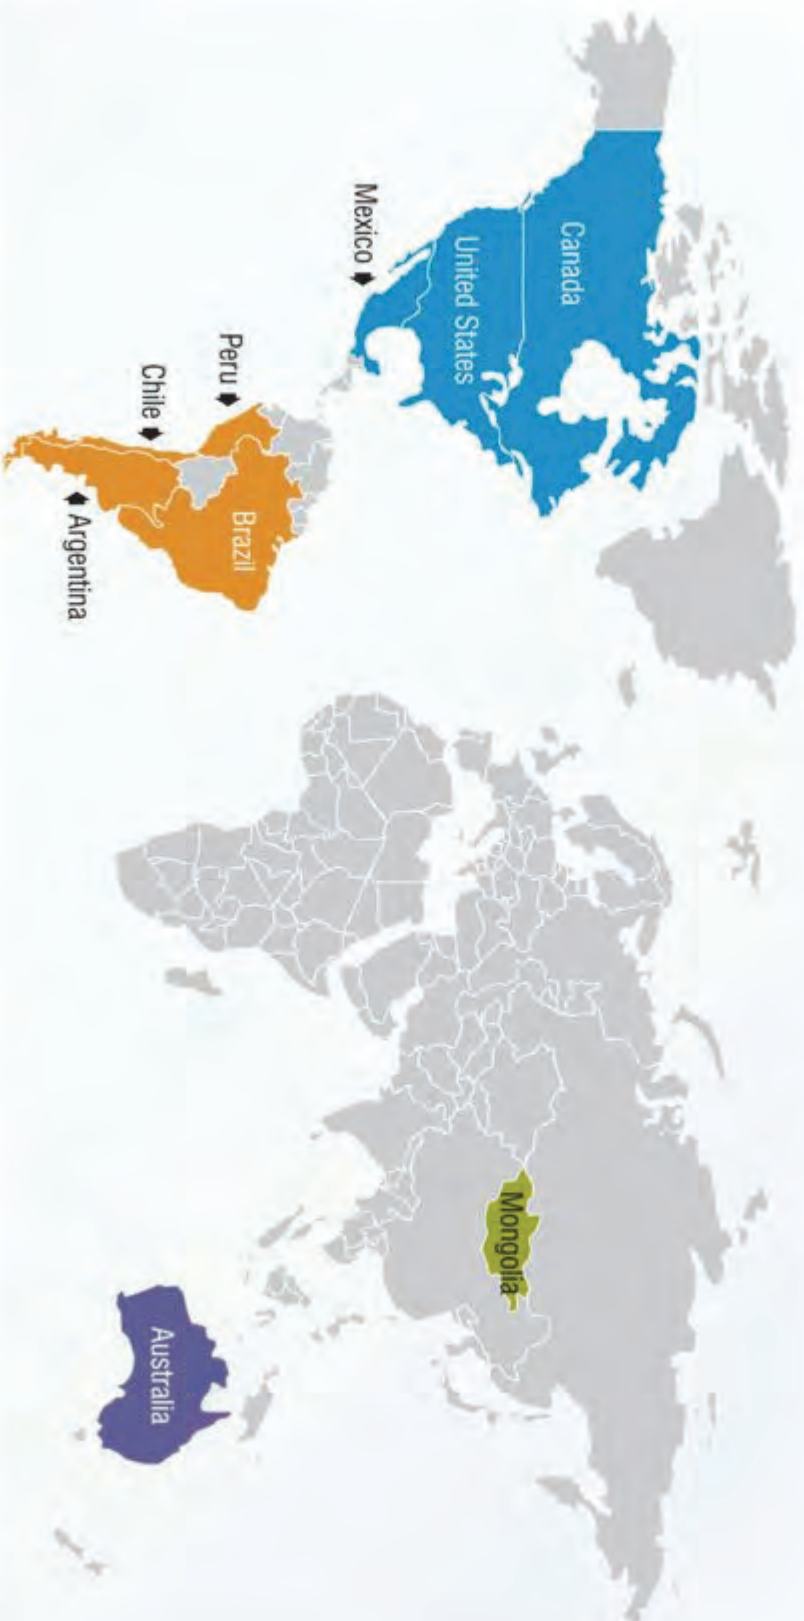 Canada
United States
Mexico
Peru
Brazil
Chile
Argentina
Mongolia
Australia